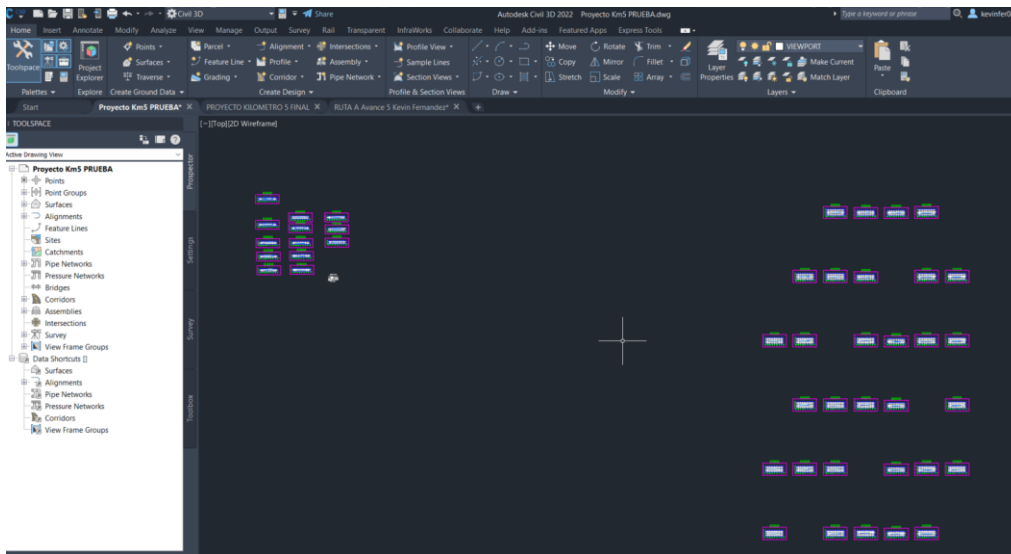 Civil 3D Share Autodesk Civil 3D 2022 Proyecto Km5 PRUEBA.dwg Type a keyword or phrase kevinfer0
Home Insert Annotate Modify Analyze View Manage Output Survey Rail Transparent InfraWorks Collaborate Help Add-ins Featured Apps Express Tools
Toolspace
Project Explorer
Points
Surfaces
Traverse
Parcel
Feature Line
Grading
Alignment
Profile
Corridor
Intersections
Assembly
Pipe Network
Profile View
Sample Lines
Section Views
Move
Copy
Stretch
Rotate
Mirror
Scale
Trim
Fillet
Array
Layer Properties
VIEWPORT
Make Current
Match Layer
Paste
Palettes Explore Create Ground Data Create Design Profile & Section Views Draw Modify Layers Clipboard
Start Proyecto Km5 PRUEBA* PROYECTO KILOMETRO 5 FINAL RUTA A Avance 5 Kevin Fernandez*
TOOLSPACE
[−][Top][2D Wireframe]
Active Drawing View
Proyecto Km5 PRUEBA
Points
Point Groups
Surfaces
Alignments
Feature Lines
Sites
Catchments
Pipe Networks
Pressure Networks
Bridges
Corridors
Assemblies
Intersections
Survey
View Frame Groups
Data Shortcuts []
Surfaces
Alignments
Pipe Networks
Pressure Networks
Corridors
View Frame Groups
Prospector
Settings
Survey
Toolbox